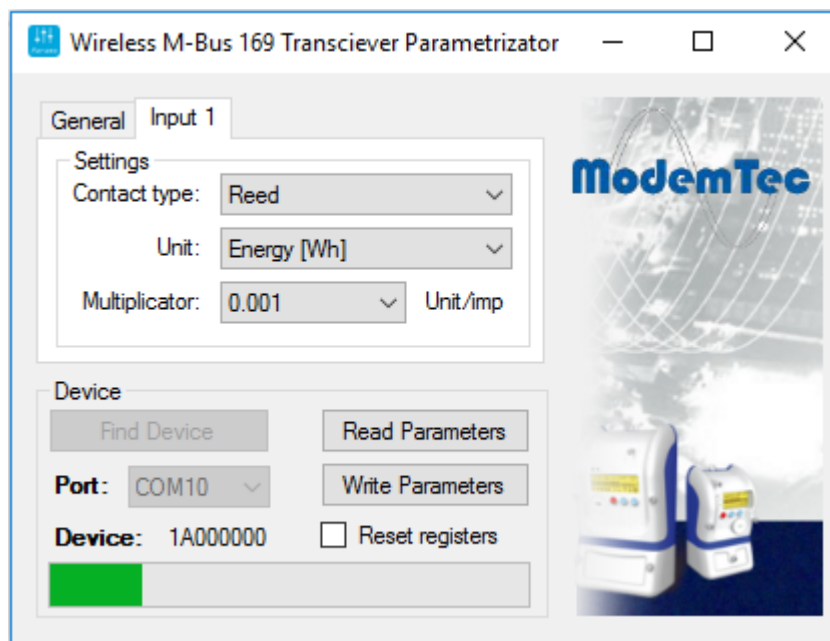 Wireless M-Bus 169 Transciever Parametrizator
General Input 1
Settings
Contact type: Reed
Unit: Energy [Wh]
Multiplicator: 0.001 Unit/imp
ModemTec
Device
Find Device Read Parameters
Port: COM10 Write Parameters
Device: 1A000000 Reset registers